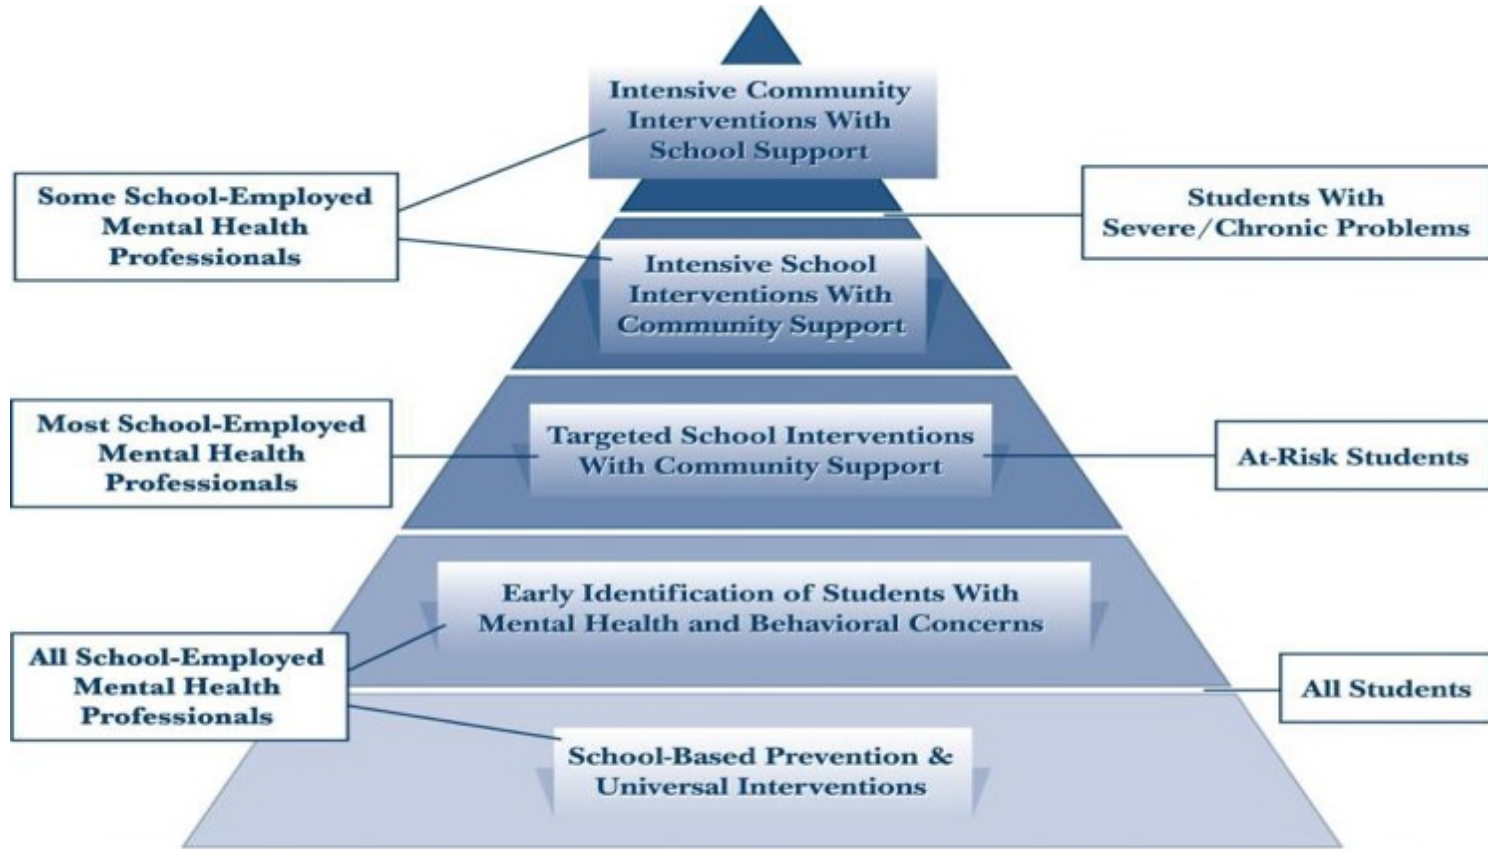 Intensive Community
Interventions With
School Support
Some School-Employed
Mental Health
Professionals
Students With
Severe/Chronic Problems
Intensive School
Interventions With
Community Support
Most School-Employed
Mental Health
Professionals
Targeted School Interventions
With Community Support
At-Risk Students
Early Identification of Students With
Mental Health and Behavioral Concerns
All School-Employed
Mental Health
Professionals
All Students
School-Based Prevention &
Universal Interventions